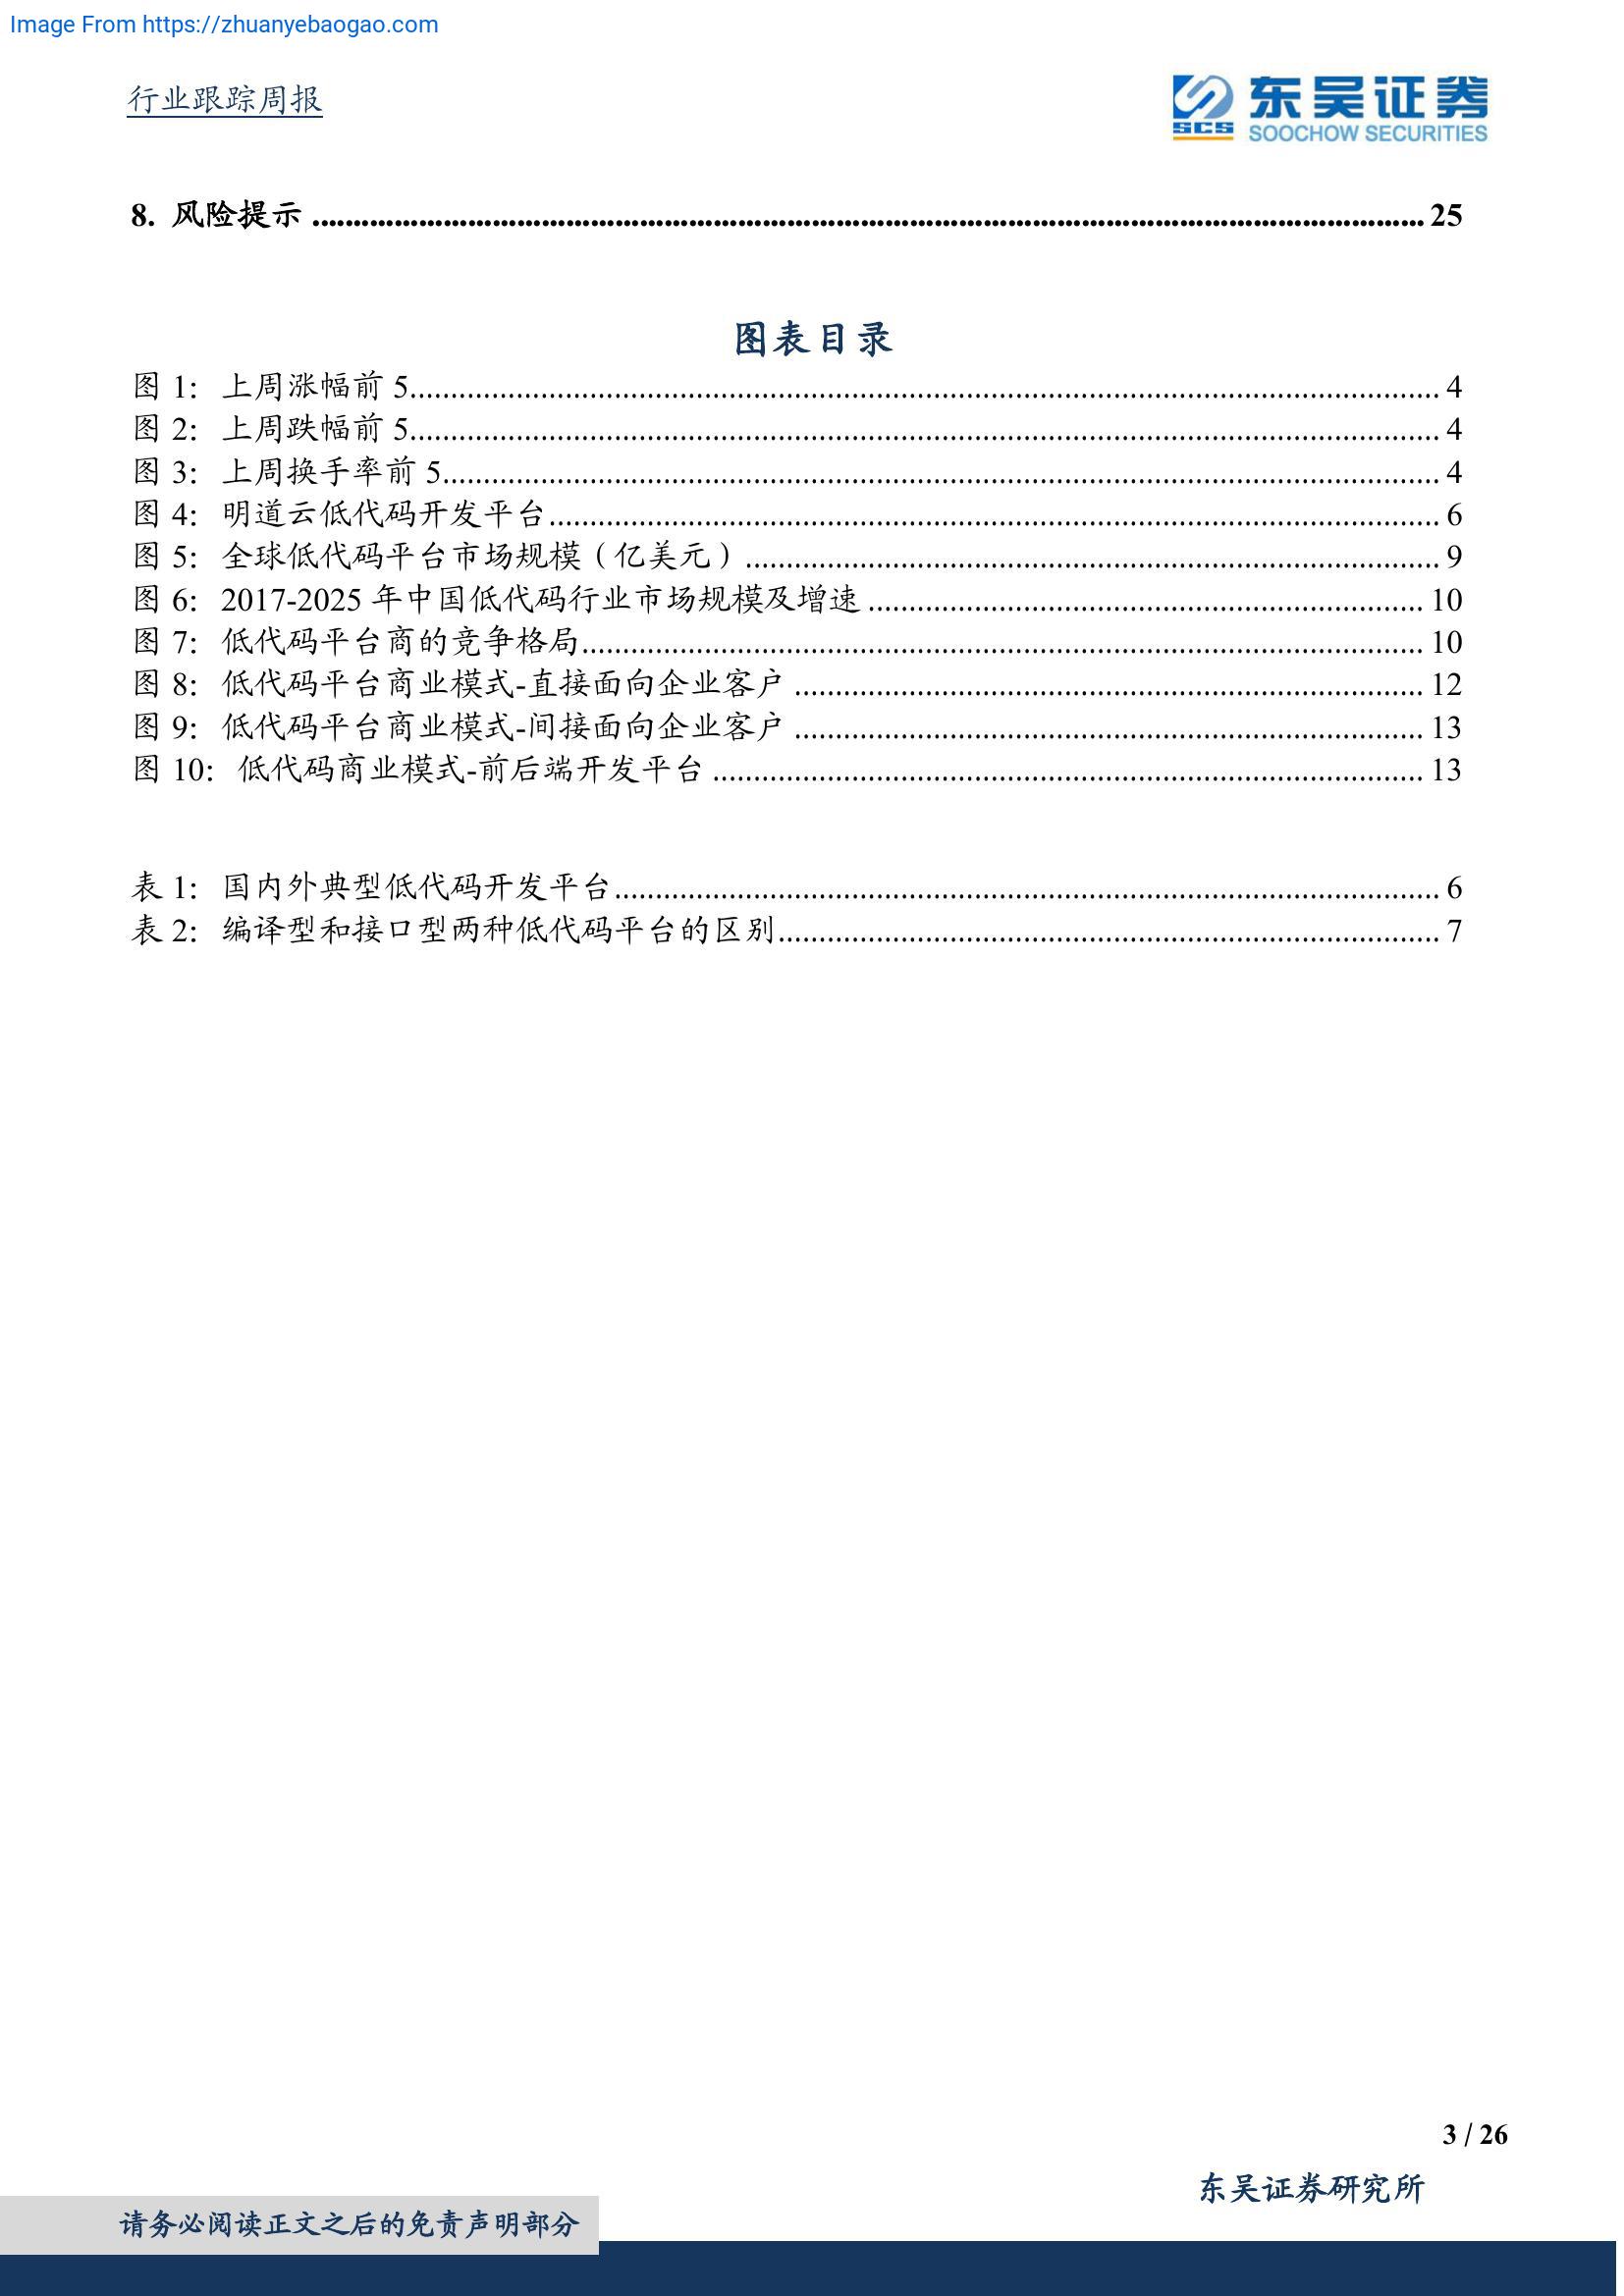 Image From https://zhuanyebaogao.com
行业跟踪周报
SCS 东吴证券
SOOCHOW SECURITIES
8. 风险提示 ........ 25
图表目录
图 1: 上周涨幅前 5........ 4
图 2: 上周跌幅前 5........ 4
图 3: 上周换手率前 5........ 4
图 4: 明道云低代码开发平台........ 6
图 5: 全球低代码平台市场规模（亿美元）........ 9
图 6: 2017-2025 年中国低代码行业市场规模及增速 ........ 10
图 7: 低代码平台商的竞争格局........ 10
图 8: 低代码平台商业模式-直接面向企业客户 ........ 12
图 9: 低代码平台商业模式-间接面向企业客户 ........ 13
图 10: 低代码商业模式-前后端开发平台 ........ 13
表 1: 国内外典型低代码开发平台........ 6
表 2: 编译型和接口型两种低代码平台的区别........ 7
3 / 26
东吴证券研究所
请务必阅读正文之后的免责声明部分